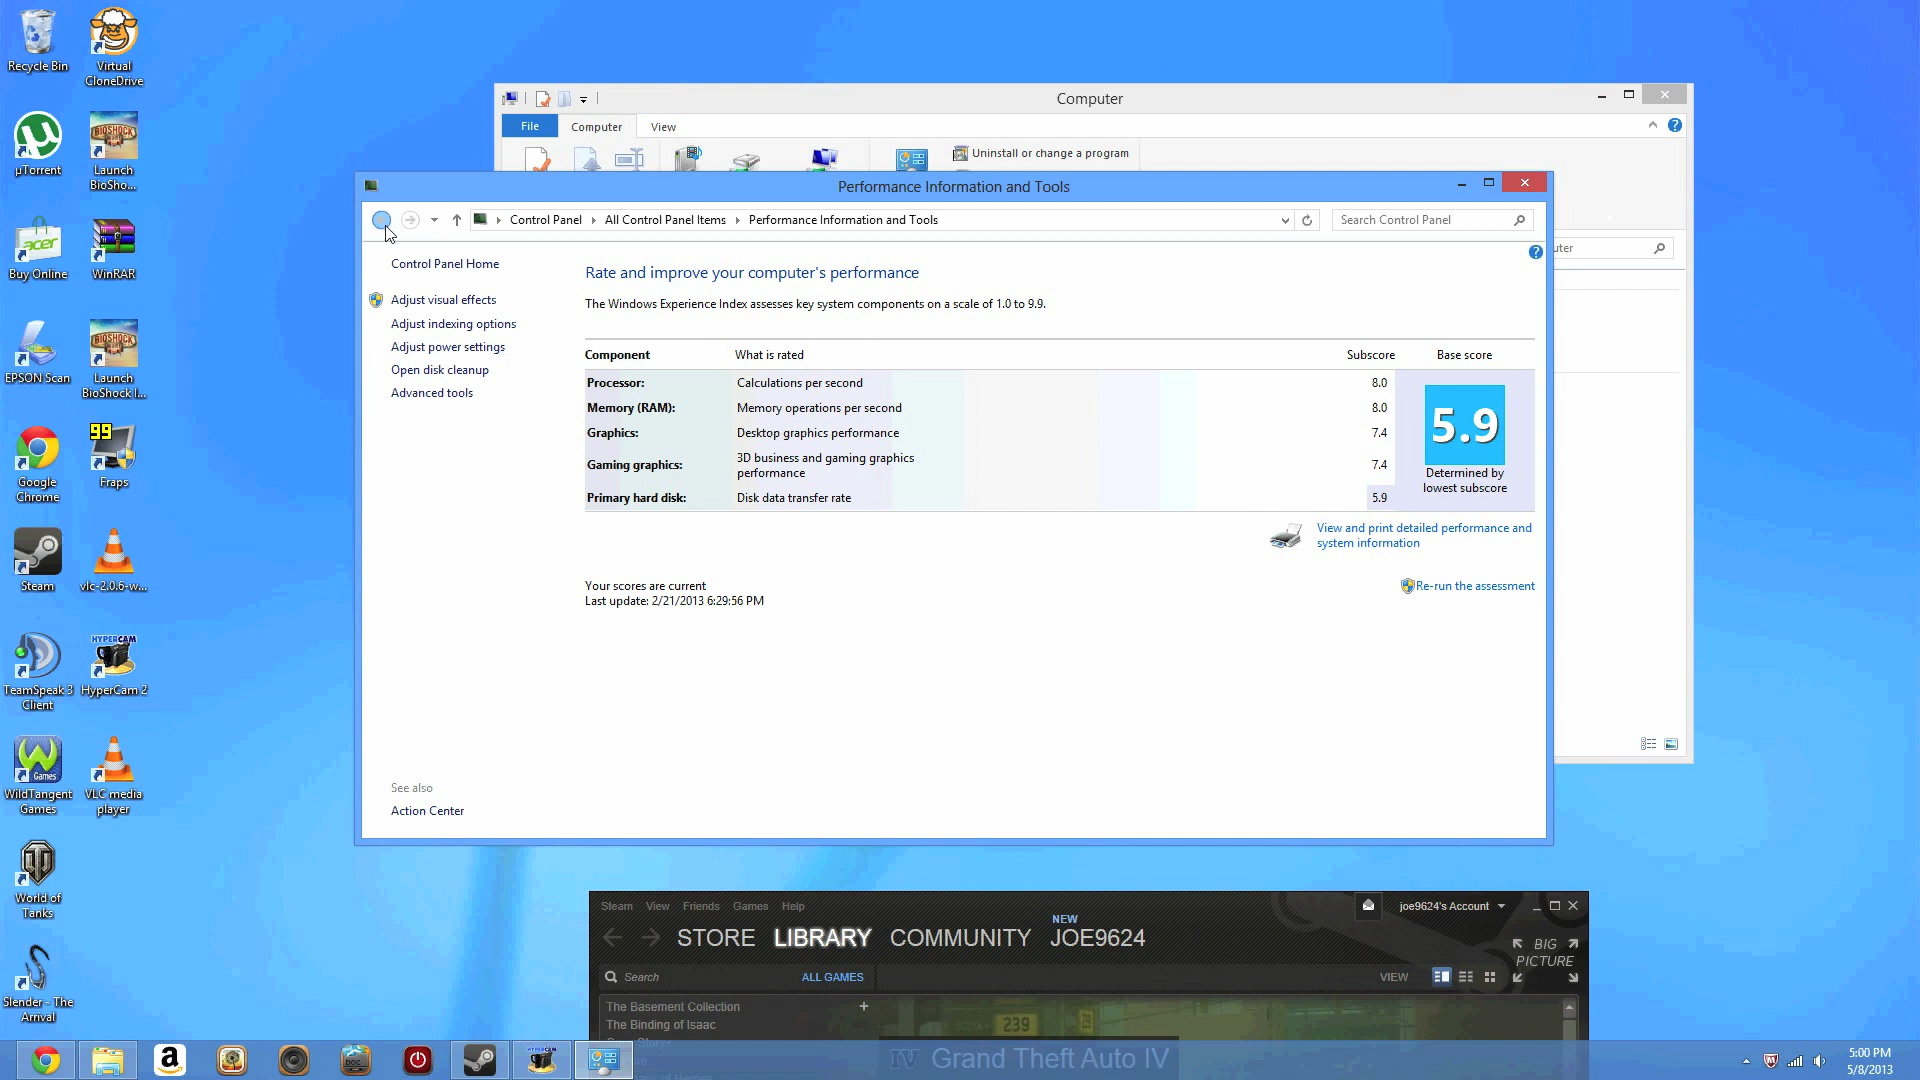 Recycle Bin
Virtual
CloneDrive
µTorrent
BIOSHOCK
Launch
BioSho...
acer
Buy Online
WinRAR
EPSON Scan
BIOSHOCK
Launch
BioShock I...
Google
Chrome
99
Fraps
Steam
vlc-2.0.6-w...
TeamSpeak 3
Client
HYPERCAM
HyperCam 2
Games
WildTangent
Games
VLC media
player
World of
Tanks
Slender - The
Arrival
Computer
File
Computer
View
Uninstall or change a program
uter
Performance Information and Tools
Control Panel
All Control Panel Items
Performance Information and Tools
Search Control Panel
Control Panel Home
Adjust visual effects
Adjust indexing options
Adjust power settings
Open disk cleanup
Advanced tools
See also
Action Center
Rate and improve your computer's performance
The Windows Experience Index assesses key system components on a scale of 1.0 to 9.9.
Component What is rated Subscore Base score
Processor: Calculations per second 8.0
Memory (RAM): Memory operations per second 8.0
Graphics: Desktop graphics performance 7.4
Gaming graphics: 3D business and gaming graphics
performance 7.4
Primary hard disk: Disk data transfer rate 5.9
5.9
Determined by
lowest subscore
View and print detailed performance and
system information
Your scores are current
Last update: 2/21/2013 6:29:56 PM
Re-run the assessment
Steam View Friends Games Help
joe9624's Account
NEW
STORE LIBRARY COMMUNITY JOE9624
BIG
PICTURE
Search
ALL GAMES
VIEW
The Basement Collection
The Binding of Isaac
239
IV Grand Theft Auto IV
DOC
HYPERCAM
5:00 PM
5/8/2013